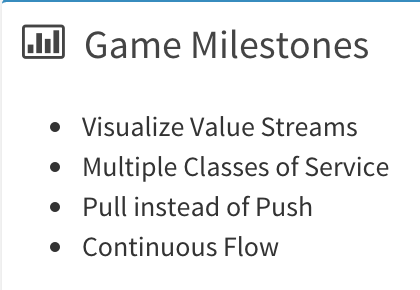 Game Milestones
Visualize Value Streams
Multiple Classes of Service
Pull instead of Push
Continuous Flow